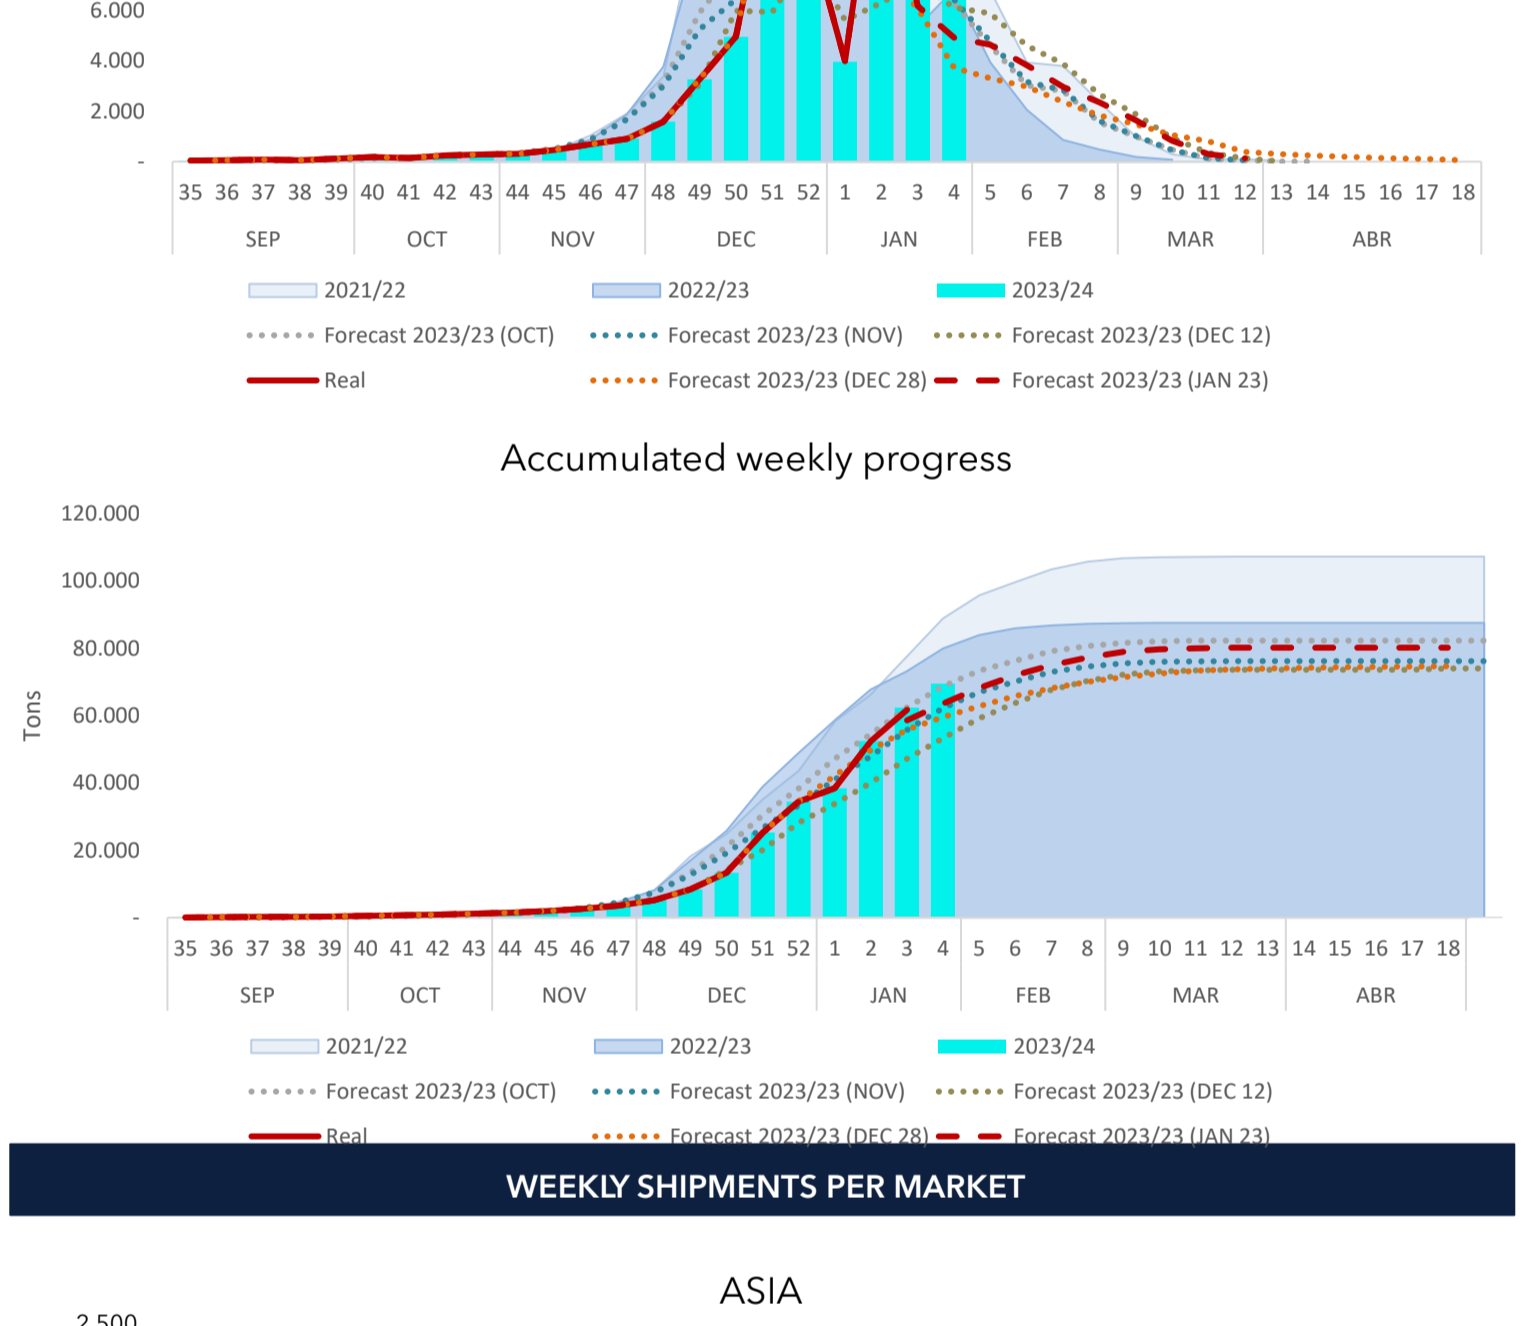 6.000
4.000
2.000
-
35 36 37 38 39 40 41 42 43 44 45 46 47 48 49 50 51 52 1 2 3 4 5 6 7 8 9 10 11 12 13 14 15 16 17 18
SEP OCT NOV DEC JAN FEB MAR ABR
2021/22 2022/23 2023/24
Forecast 2023/23 (OCT) Forecast 2023/23 (NOV) Forecast 2023/23 (DEC 12)
Real Forecast 2023/23 (DEC 28) Forecast 2023/23 (JAN 23)
Accumulated weekly progress
120.000
100.000
80.000
60.000
40.000
20.000
-
Tons
35 36 37 38 39 40 41 42 43 44 45 46 47 48 49 50 51 52 1 2 3 4 5 6 7 8 9 10 11 12 13 14 15 16 17 18
SEP OCT NOV DEC JAN FEB MAR ABR
2021/22 2022/23 2023/24
Forecast 2023/23 (OCT) Forecast 2023/23 (NOV) Forecast 2023/23 (DEC 12)
Real Forecast 2023/23 (DEC 28) Forecast 2023/23 (JAN 23)
WEEKLY SHIPMENTS PER MARKET
ASIA
2.500